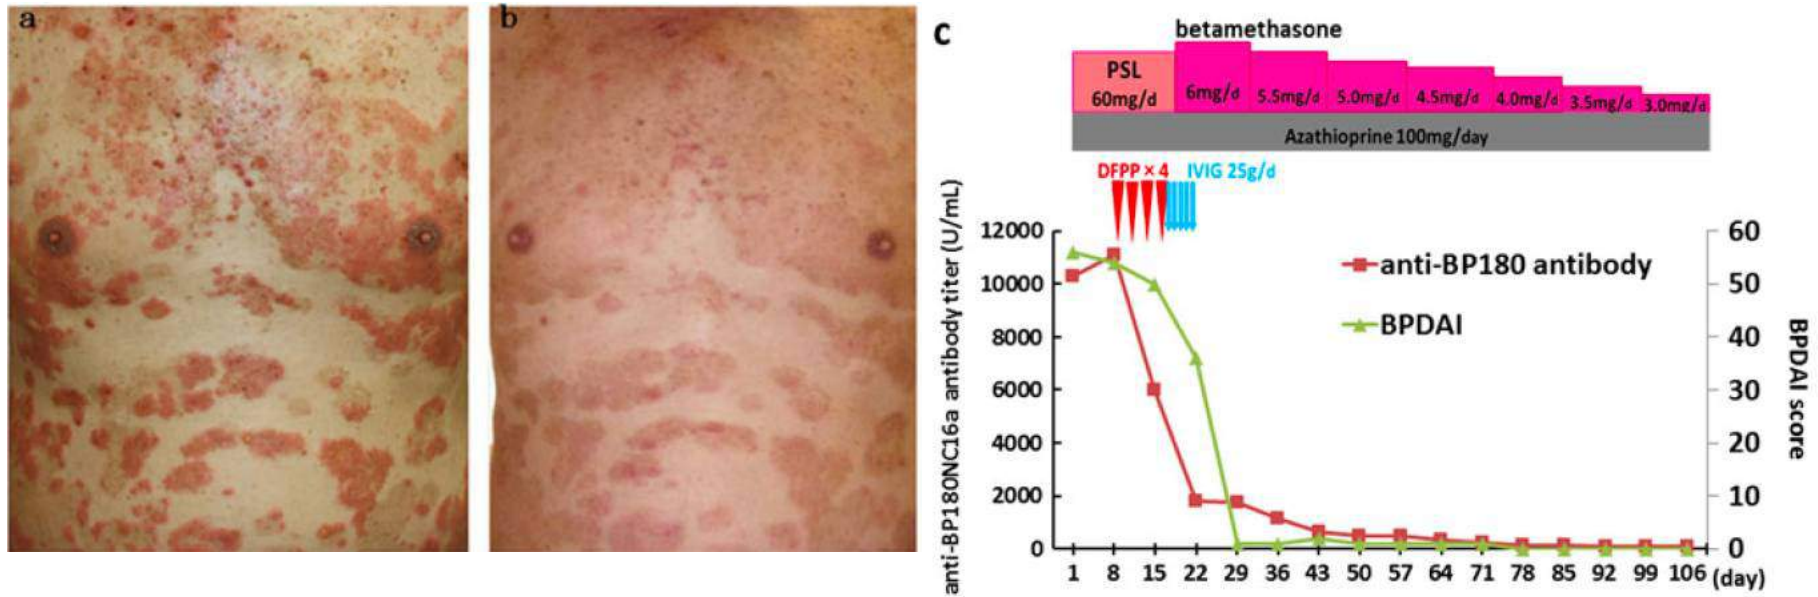 a
b
c
betamethasone
PSL
60mg/d
6mg/d
5.5mg/d
5.0mg/d
4.5mg/d
4.0mg/d
3.5mg/d
3.0mg/d
Azathioprine 100mg/day
DFPP × 4
IVIG 25g/d
anti-BP180NC16a antibody titer (U/mL)
12000
10000
8000
6000
4000
2000
0
anti-BP180 antibody
BPDAI
60
50
40
30
20
10
0
BPDAI score
1 8 15 22 29 36 43 50 57 64 71 78 85 92 99 106 (day)